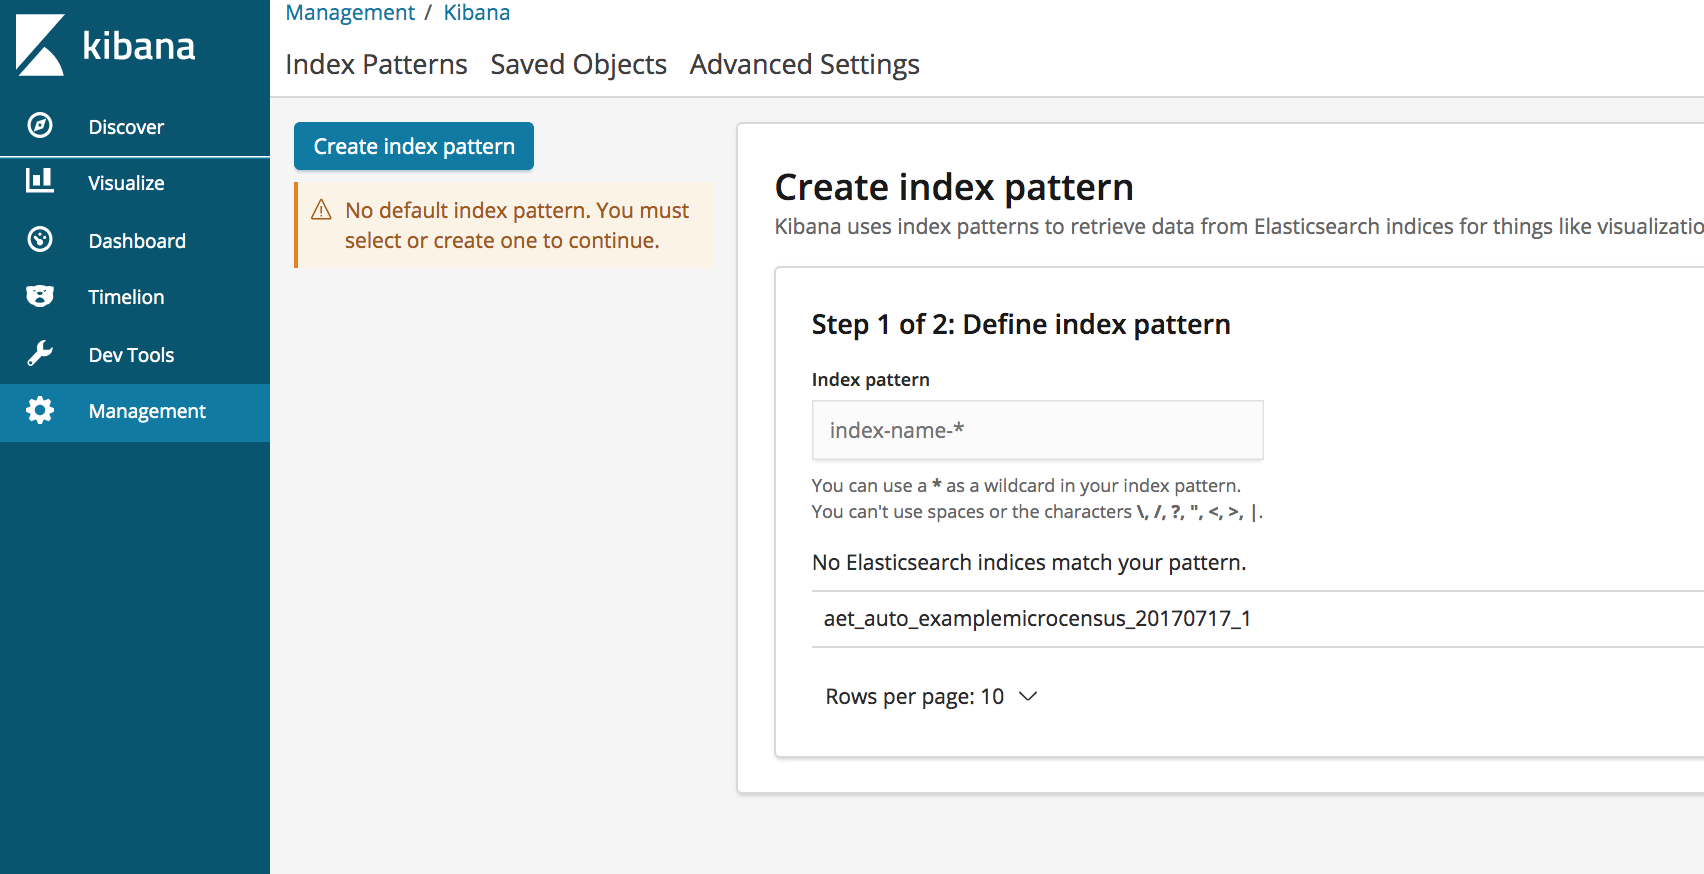 kibana
Discover
Visualize
Dashboard
Timelion
Dev Tools
Management
Management / Kibana
Index Patterns Saved Objects Advanced Settings
Create index pattern
No default index pattern. You must
select or create one to continue.
Create index pattern
Kibana uses index patterns to retrieve data from Elasticsearch indices for things like visualizatio
Step 1 of 2: Define index pattern
Index pattern
index-name-*
You can use a * as a wildcard in your index pattern.
You can't use spaces or the characters \, /, ?, ", <, >, |.
No Elasticsearch indices match your pattern.
aet_auto_examplemicrocensus_20170717_1
Rows per page: 10